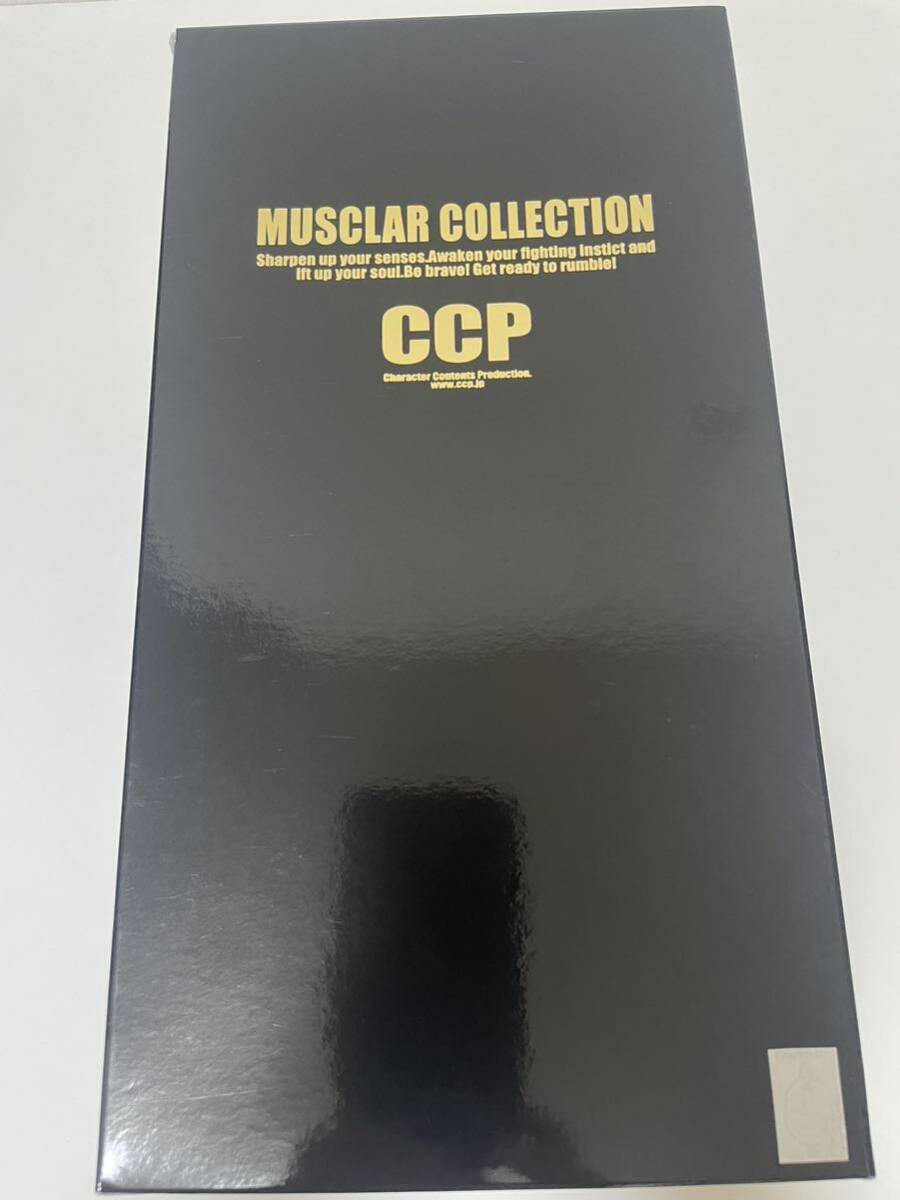 MUSCLAR COLLECTION
Sharpen up your senses.Awaken your fighting instict and
ift up your soul.Be brave! Get ready to rumble!
CCP
Character Contents Production.
www.ccp.jp